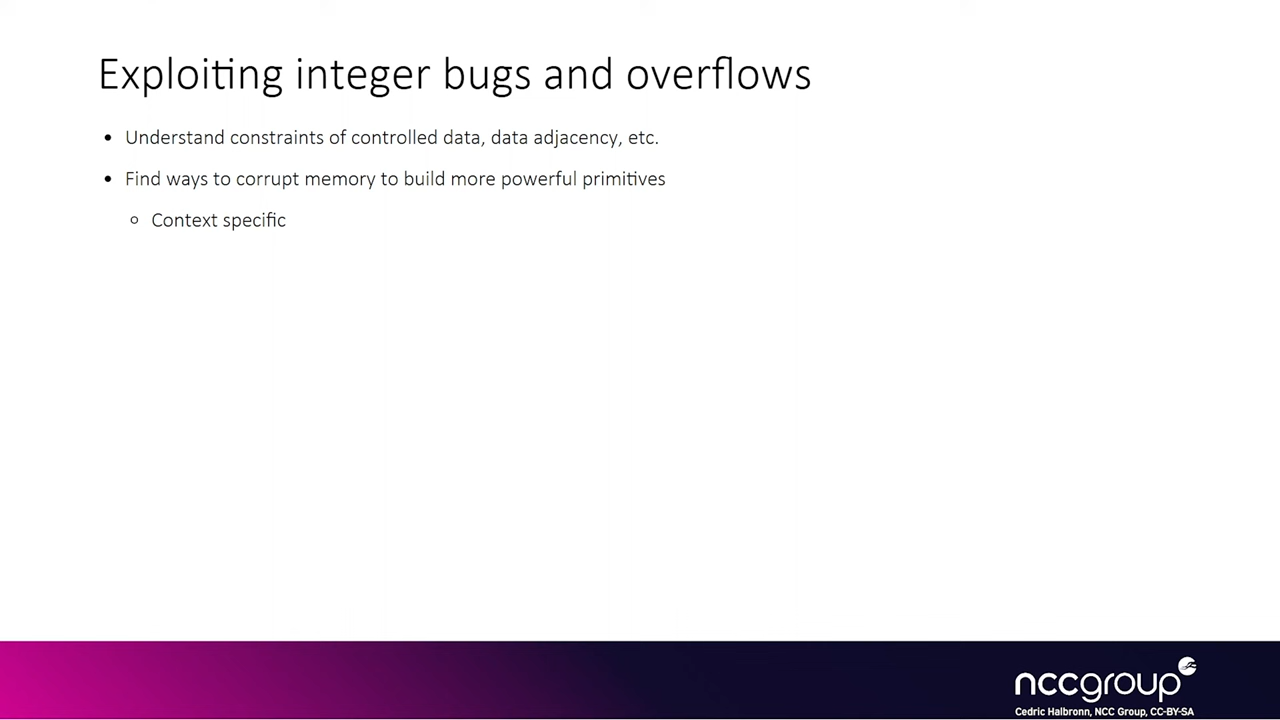 Exploiting integer bugs and overflows
• Understand constraints of controlled data, data adjacency, etc.
• Find ways to corrupt memory to build more powerful primitives
○ Context specific
nccgroup
Cedric Halbronn, NCC Group, CC-BY-SA